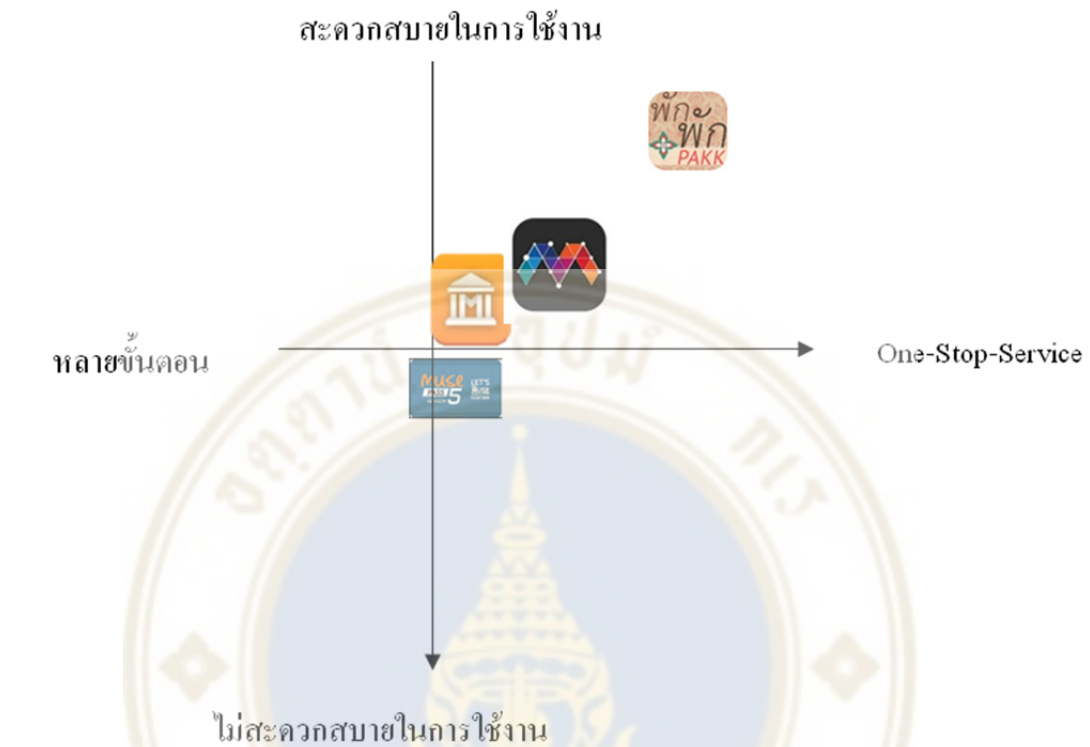 สะดวกสบายในการใช้งาน
พัก
พัก
PAKK
M
Muse
PASS 5
LET'S
MUSE
หลายขั้นตอน
One-Stop-Service
ไม่สะดวกสบายในการใช้งาน